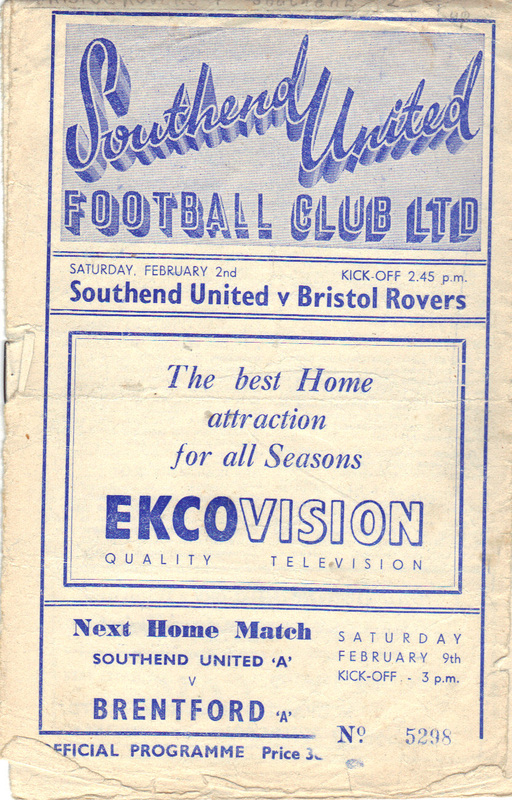 Southend United
FOOTBALL CLUB LTD
SATURDAY, FEBRUARY 2nd KICK-OFF 2.45 p.m.
Southend United v Bristol Rovers
The best Home
attraction
for all Seasons
EKCOVISION
QUALITY TELEVISION
Next Home Match
SOUTHEND UNITED 'A'
v
BRENTFORD 'A'
SATURDAY
FEBRUARY 9th
KICK-OFF - 3 p.m.
Nº 5298
FFICIAL PROGRAMME Price 3